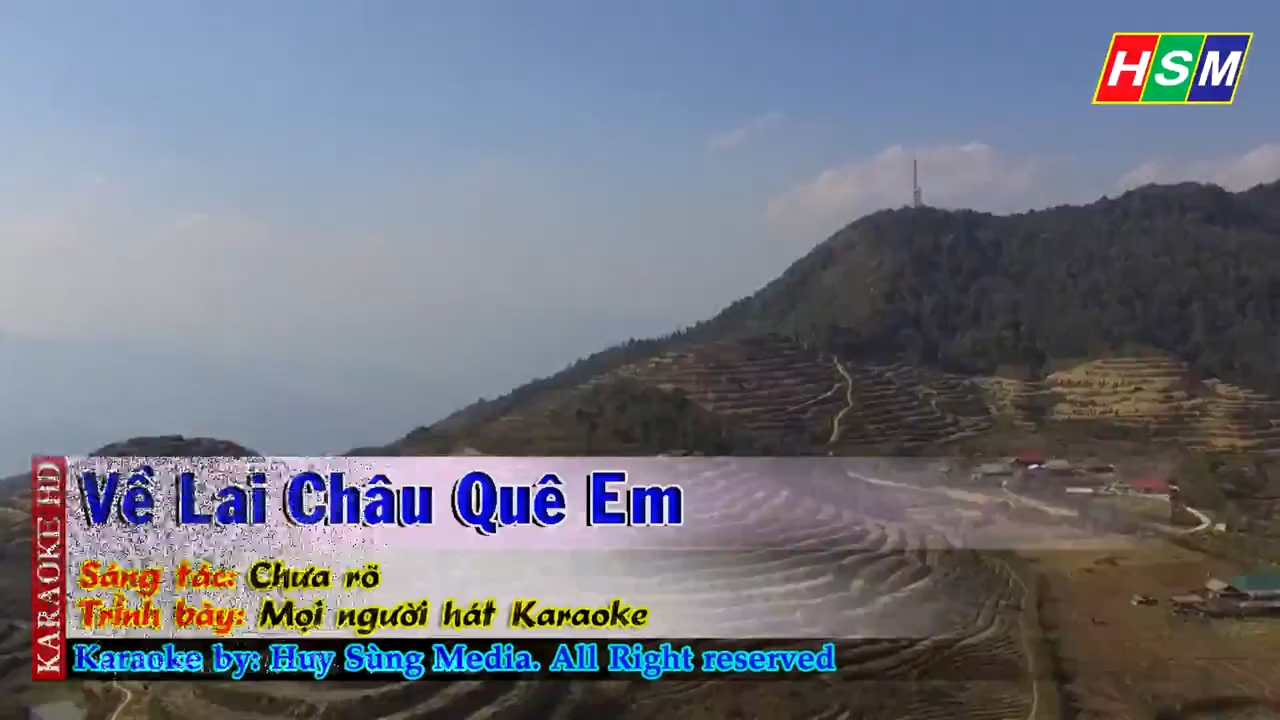 HSM
KARAOKE HD
Về Lai Châu Quê Em
Sáng tác: Chưa rõ
Trình bày: Mọi người hát Karaoke
Karaoke by: Huy Sùng Media. All Right reserved